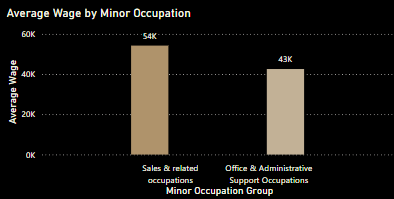 Average Wage by Minor Occupation
60K
54K
43K
40K
20K
0K
Average Wage
Sales & related
occupations
Office & Administrative
Support Occupations
Minor Occupation Group